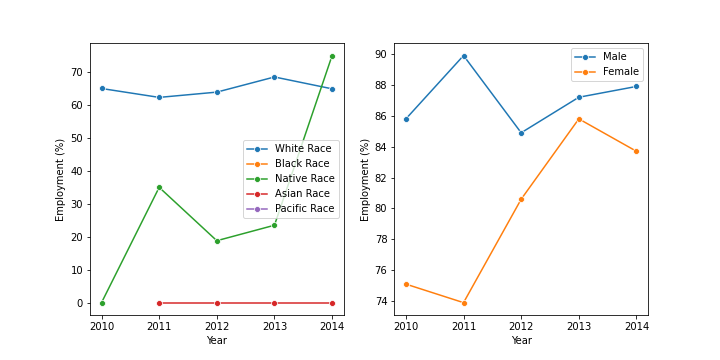 70
60
50
40
30
20
10
0
Employment (%)
White Race
Black Race
Native Race
Asian Race
Pacific Race
2010 2011 2012 2013 2014
Year
90
88
86
84
82
80
78
76
74
Employment (%)
Male
Female
2010 2011 2012 2013 2014
Year